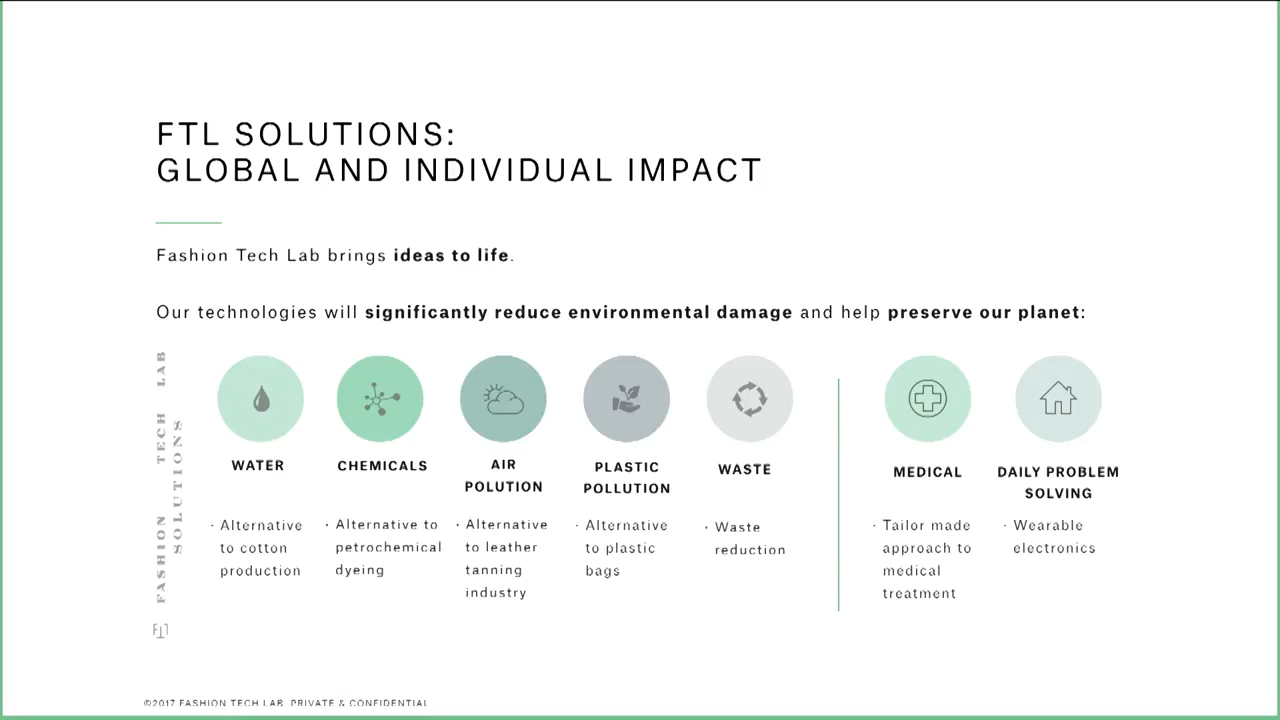 FTL SOLUTIONS:
GLOBAL AND INDIVIDUAL IMPACT
Fashion Tech Lab brings ideas to life.
Our technologies will significantly reduce environmental damage and help preserve our planet:
FASHION TECH LAB
SOLUTIONS
FTL
WATER
· Alternative
to cotton
production
CHEMICALS
· Alternative to
petrochemical
dyeing
AIR
POLUTION
· Alternative
to leather
tanning
industry
PLASTIC
POLLUTION
· Alternative
to plastic
bags
WASTE
· Waste
reduction
MEDICAL
· Tailor made
approach to
medical
treatment
DAILY PROBLEM
SOLVING
· Wearable
electronics
©2017 FASHION TECH LAB. PRIVATE & CONFIDENTIAL